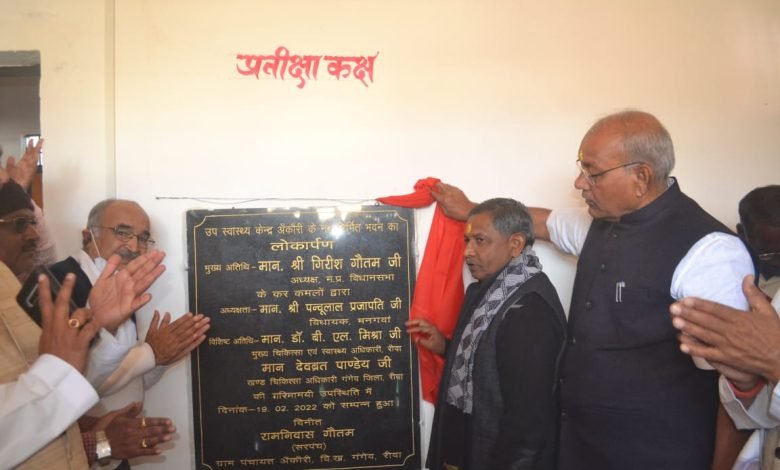 प्रतीक्षा कक्ष
उप स्वास्थ्य केन्द्र अकौरी के नव निर्मित भवन का
लोकार्पण
मुख्य अतिथि- मान. श्री गिरीश गौतम जी
अध्यक्ष, म.प्र. विधानसभा
के कर कमलों द्वारा
अध्यक्षता- मान. श्री पन्चूलाल प्रजापति जी
विधायक, मनगवां
विशिष्ट अतिथि- मान. डॉ. बी. एल. मिश्रा जी
मुख्य चिकित्सा एवं स्वास्थ्य अधिकारी, रीवा
मान देवब्रत पाण्डेय जी
खण्ड चिकित्सा अधिकारी गंगेव जिला, रीवा
की गरिमामयी उपस्थिति में
दिनांक-19. 02. 2022 को सम्पन्न हुआ
विनीत
रामनिवास गौतम
(सरपंच)
ग्राम पंचायत अकौरी, वि.ख. गंगेव, रीवा